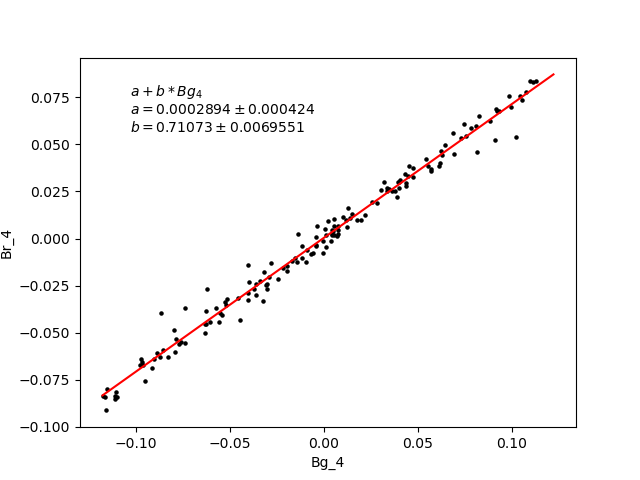 a + b * Bg₄
a = 0.0002894 ± 0.000424
b = 0.71073 ± 0.0069551
Br_4
0.075
0.050
0.025
0.000
−0.025
−0.050
−0.075
−0.100
−0.10 −0.05 0.00 0.05 0.10
Bg_4